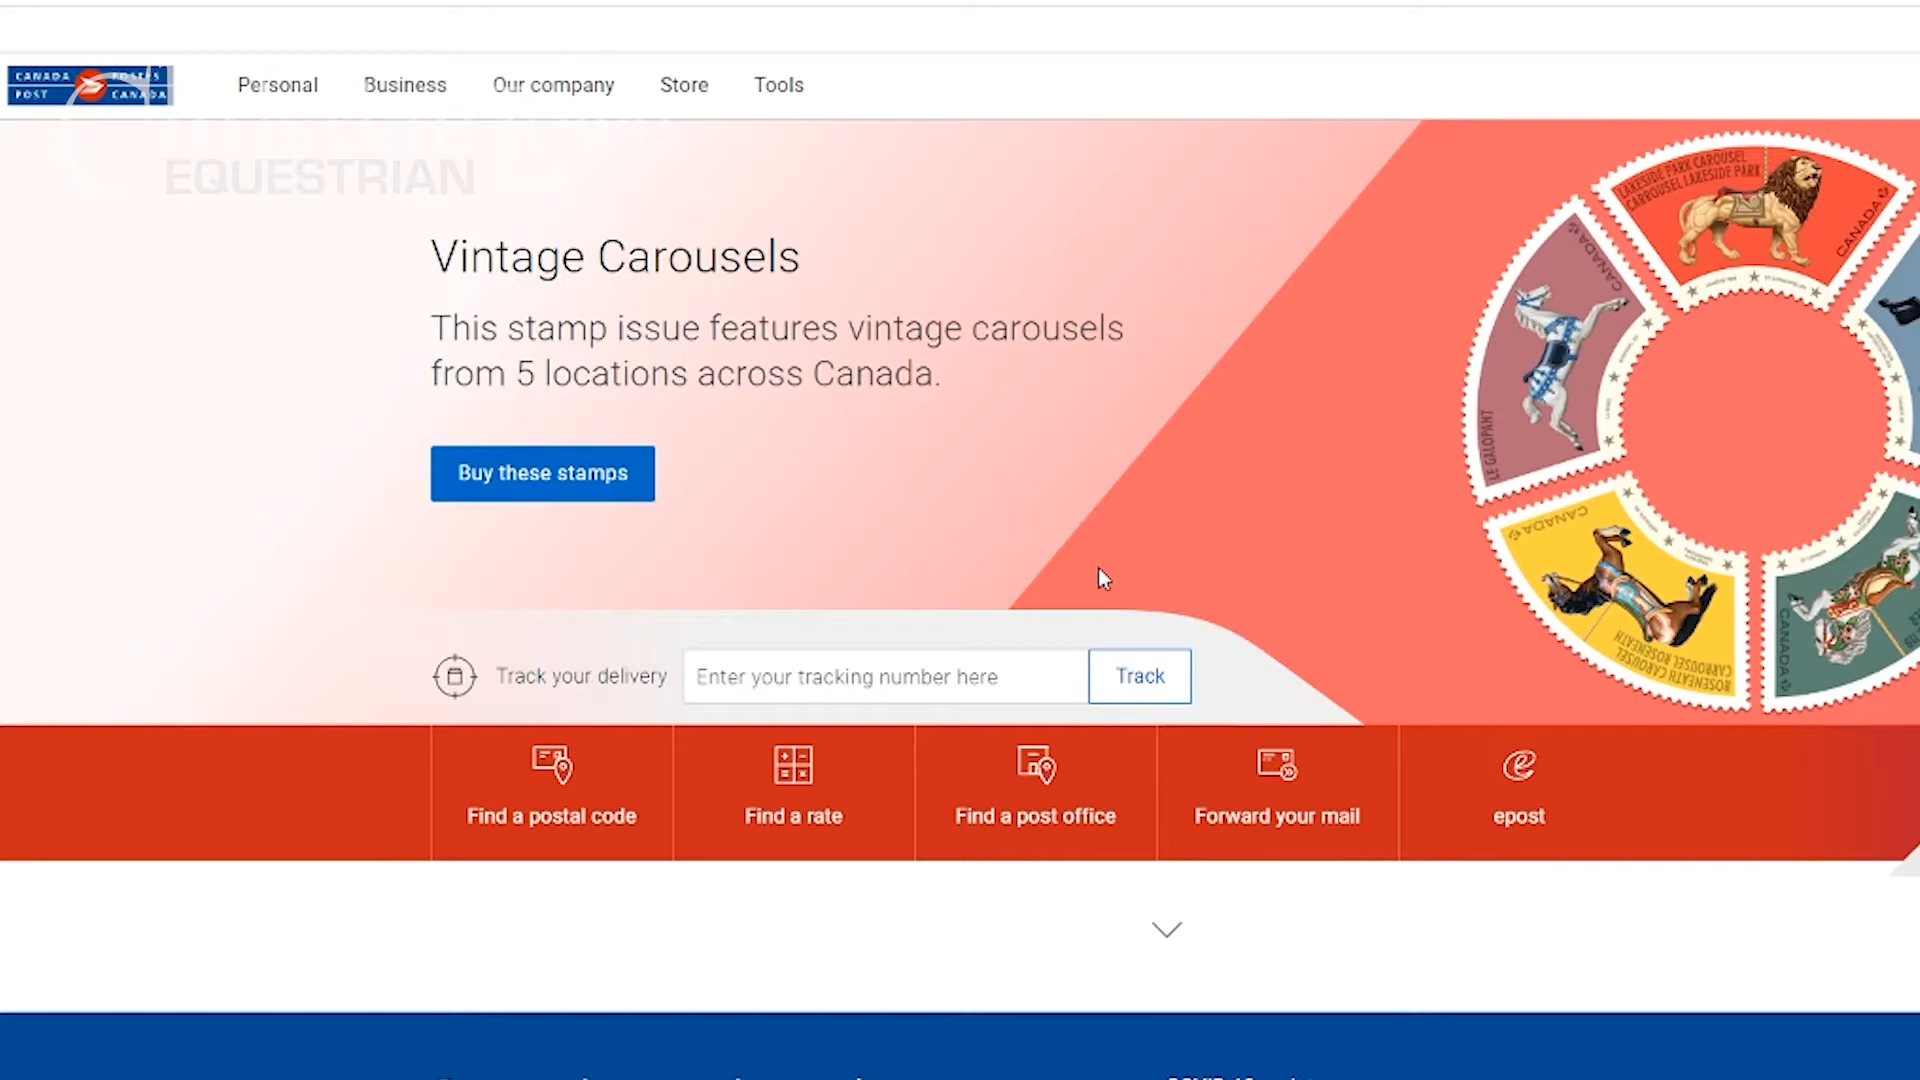 CANADA POSTES
POST CANADA
Personal
Business
Our company
Store
Tools
EQUESTRIAN
Vintage Carousels
This stamp issue features vintage carousels
from 5 locations across Canada.
Buy these stamps
LAKESIDE PARK CAROUSEL
CARROUSEL LAKESIDE PARK
CANADA
CANADA
LE GALOPANT
CANADA
ROSENEATH CAROUSEL
CARROUSEL ROSENEATH
CANADA
Track your delivery
Enter your tracking number here
Track
Find a postal code
Find a rate
Find a post office
Forward your mail
epost